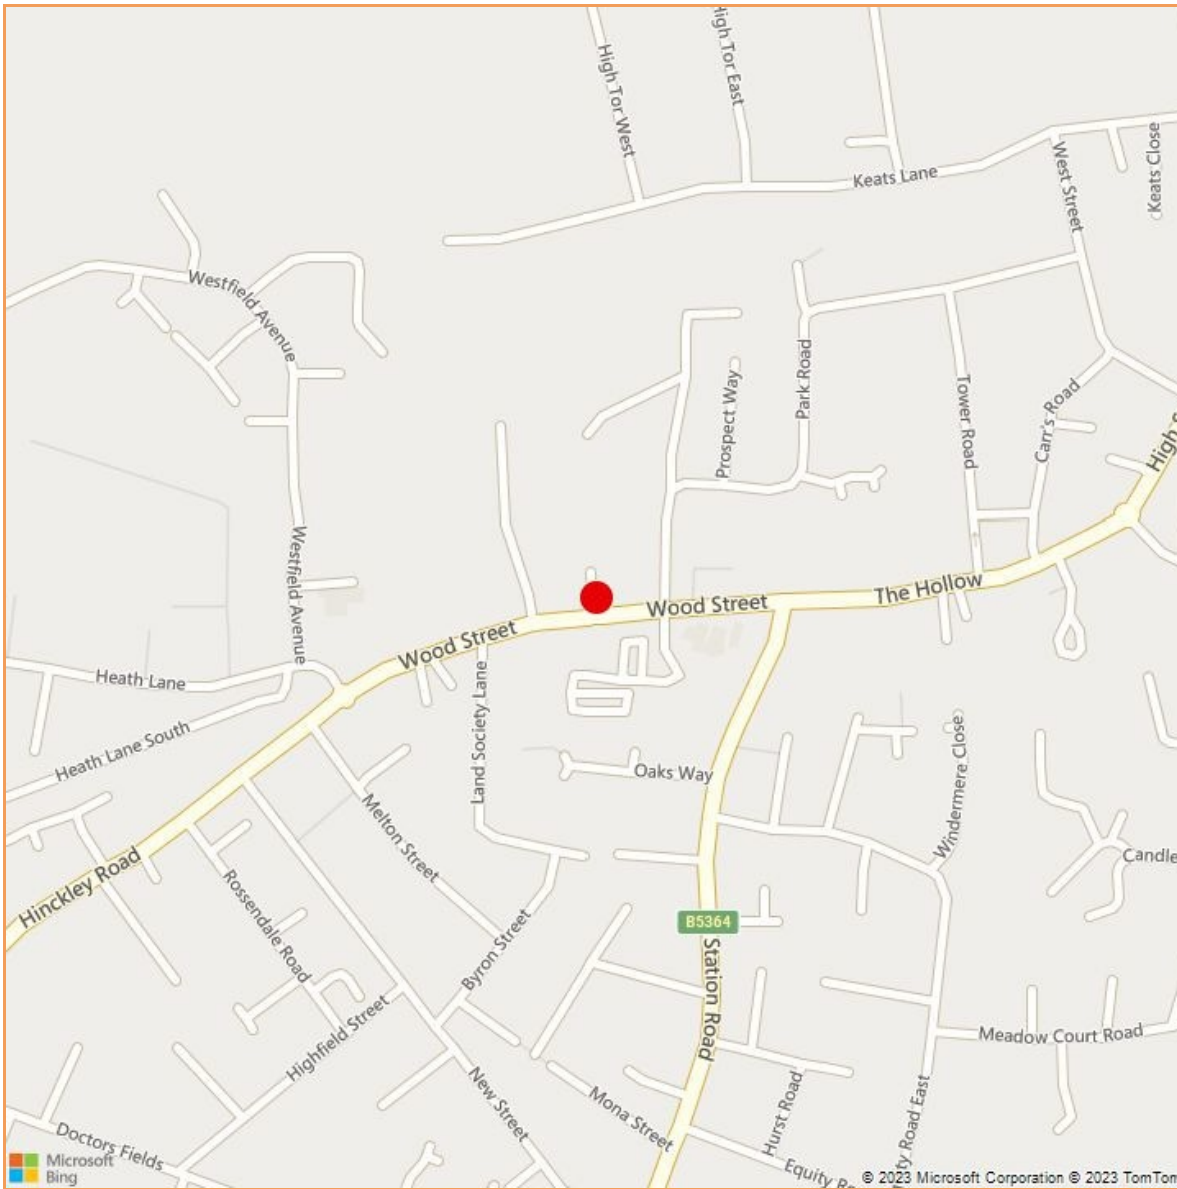 High Tor West
High Tor East
Keats Lane
West Street
Keats Close
Westfield Avenue
Prospect Way
Park Road
Tower Road
Carr's Road
High S
Westfield Avenue
Wood Street
The Hollow
Wood Street
Heath Lane
Heath Lane South
Land Society Lane
Oaks Way
Windermere Close
Melton Street
Candle
Hinckley Road
Rossendale Road
Byron Street
B5364
Station Road
Highfield Street
Meadow Court Road
New Street
Mona Street
Hurst Road
ty Road East
Doctors Fields
Equity Ro
Microsoft
Bing
© 2023 Microsoft Corporation © 2023 TomTom